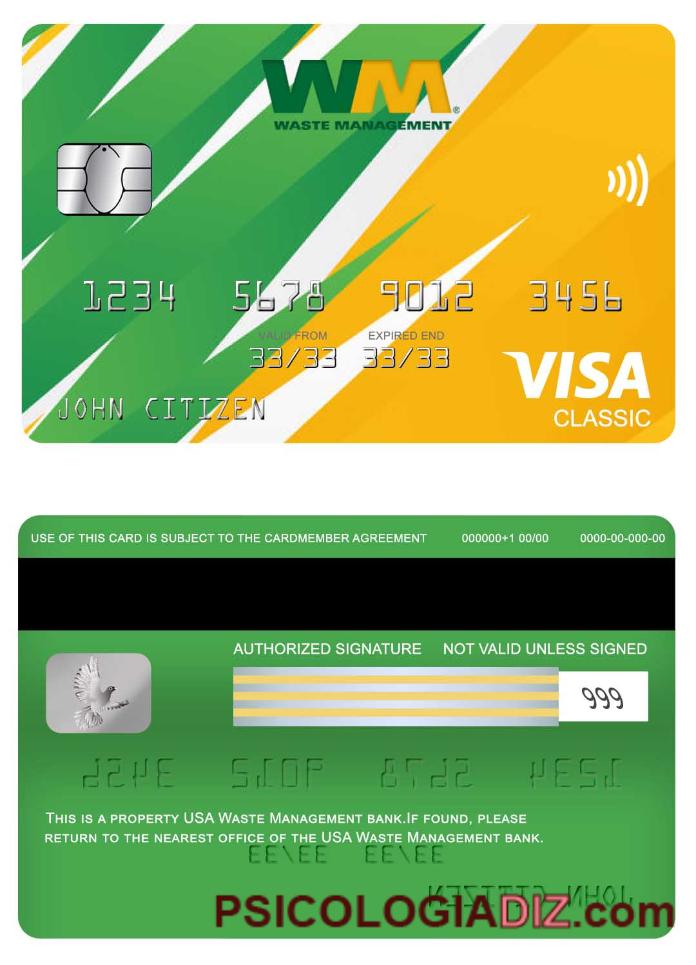 WM®
WASTE MANAGEMENT
1234 5678 9012 3456
VALID FROM EXPIRED END
33/33 33/33
VISA
CLASSIC
JOHN CITIZEN
USE OF THIS CARD IS SUBJECT TO THE CARDMEMBER AGREEMENT 000000+1 00/00 0000-00-000-00
AUTHORIZED SIGNATURE NOT VALID UNLESS SIGNED
999
THIS IS A PROPERTY USA WASTE MANAGEMENT BANK.IF FOUND, PLEASE
RETURN TO THE NEAREST OFFICE OF THE USA WASTE MANAGEMENT BANK.
PSICOLOGIADIZ.com